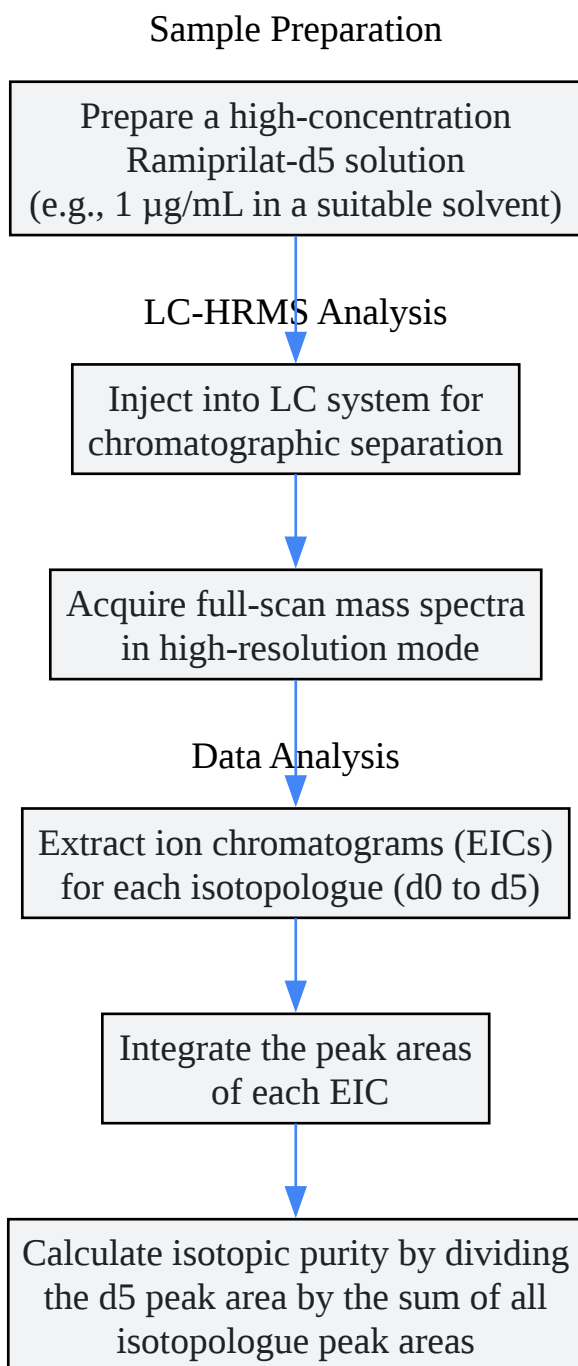 Sample Preparation
Prepare a high-concentration
Ramiprilat-d5 solution
(e.g., 1 µg/mL in a suitable solvent)
LC-HRMS Analysis
Inject into LC system for
chromatographic separation
Acquire full-scan mass spectra
in high-resolution mode
Data Analysis
Extract ion chromatograms (EICs)
for each isotopologue (d0 to d5)
Integrate the peak areas
of each EIC
Calculate isotopic purity by dividing
the d5 peak area by the sum of all
isotopologue peak areas